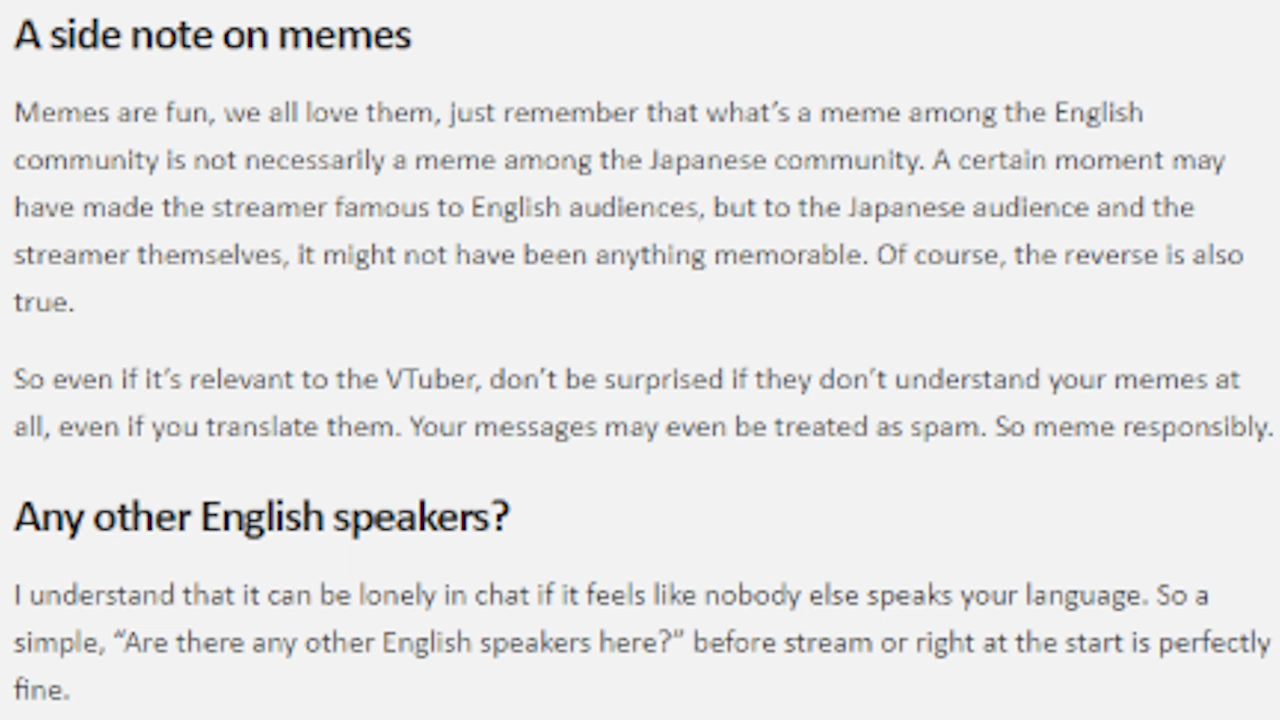 A side note on memes
Memes are fun, we all love them, just remember that what’s a meme among the English
community is not necessarily a meme among the Japanese community. A certain moment may
have made the streamer famous to English audiences, but to the Japanese audience and the
streamer themselves, it might not have been anything memorable. Of course, the reverse is also
true.
So even if it’s relevant to the VTuber, don’t be surprised if they don’t understand your memes at
all, even if you translate them. Your messages may even be treated as spam. So meme responsibly.
Any other English speakers?
I understand that it can be lonely in chat if it feels like nobody else speaks your language. So a
simple, “Are there any other English speakers here?” before stream or right at the start is perfectly
fine.